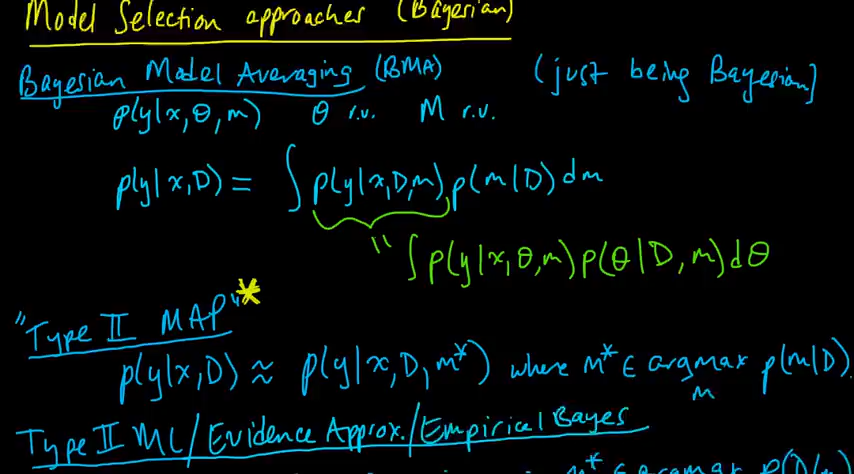 Model Selection approaches (Bayesian)
Bayesian Model Averaging (BMA) (just being Bayesian)
p(y|x,θ,m) θ r.v. M r.v.
p(y|x,D) = ∫ p(y|x,D,m) p(m|D) dm
" ∫ p(y|x,θ,m) p(θ|D,m) dθ
"Type II MAP"*
p(y|x,D) ≈ p(y|x,D,m*) where m* ∈ argmax p(m|D).
m
Type II ML/Evidence Approx./Empirical Bayes
m* ∈ argmax p(D|m)